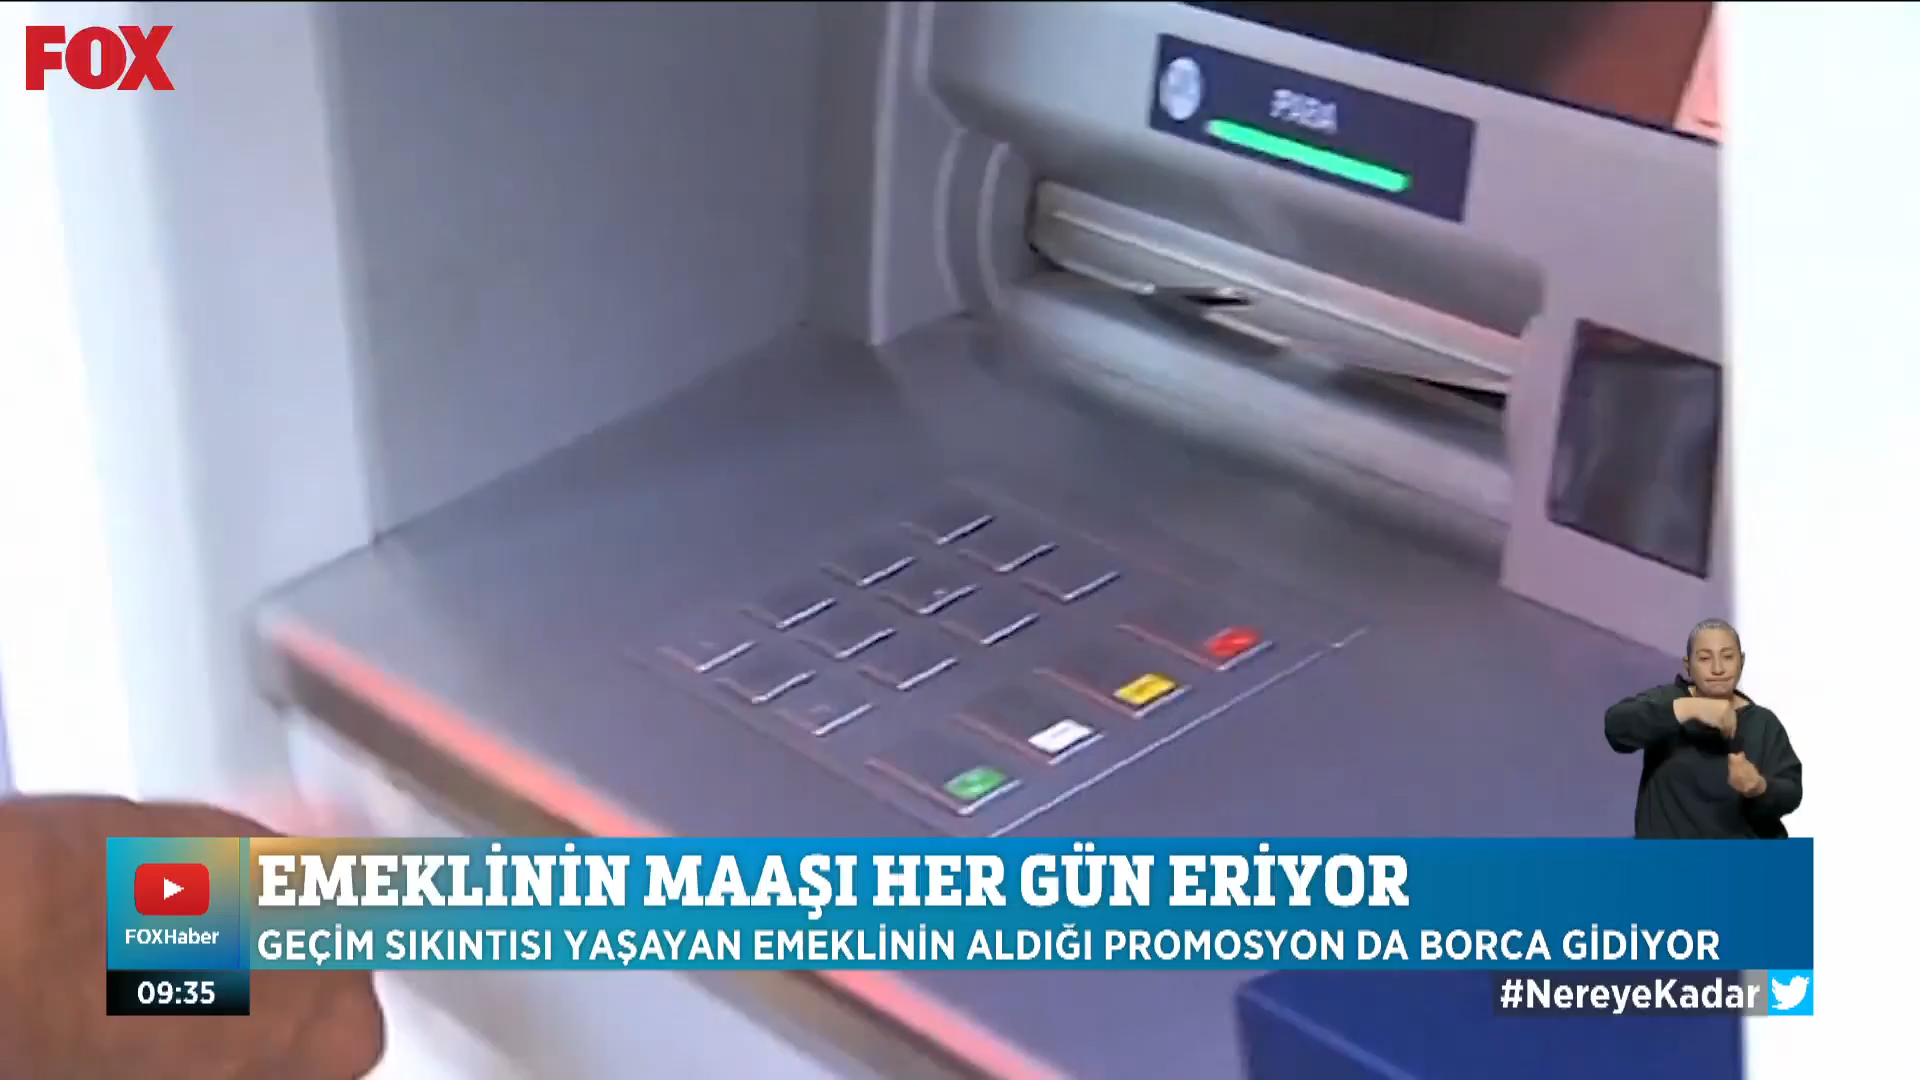 FOX
PARA
EMEKLİNİN MAAŞI HER GÜN ERİYOR
GEÇİM SIKINTISI YAŞAYAN EMEKLİNİN ALDIĞI PROMOSYON DA BORCA GİDİYOR
FOXHaber
09:35
#NereyeKadar